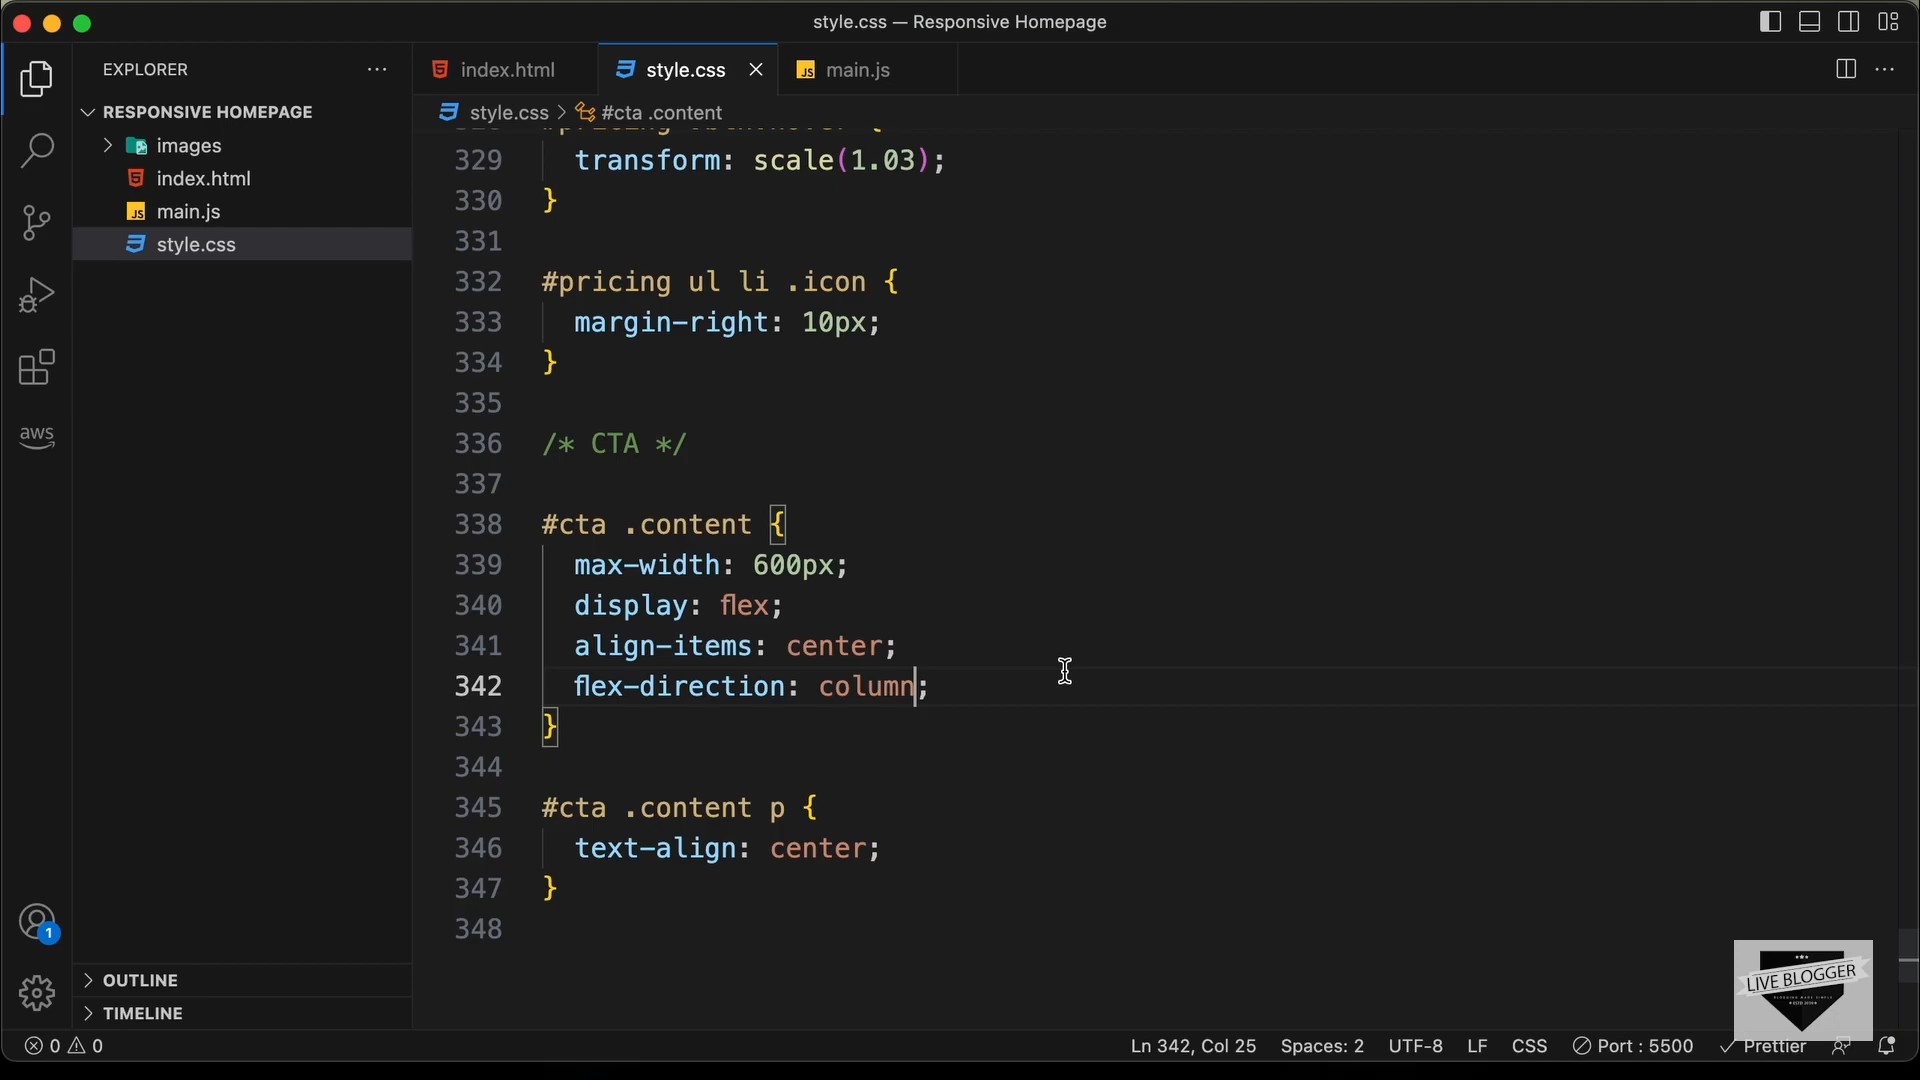 style.css — Responsive Homepage
EXPLORER
index.html
style.css
main.js
RESPONSIVE HOMEPAGE
style.css > #cta .content
images
index.html
main.js
style.css
329 transform: scale(1.03);
330 }
331
332 #pricing ul li .icon {
333 margin-right: 10px;
334 }
335
336 /* CTA */
337
338 #cta .content {
339 max-width: 600px;
340 display: flex;
341 align-items: center;
342 flex-direction: column;
343 }
344
345 #cta .content p {
346 text-align: center;
347 }
348
aws
1
OUTLINE
TIMELINE
LIVE BLOGGER
0 0
Ln 342, Col 25
Spaces: 2
UTF-8
LF
CSS
Port : 5500
Prettier